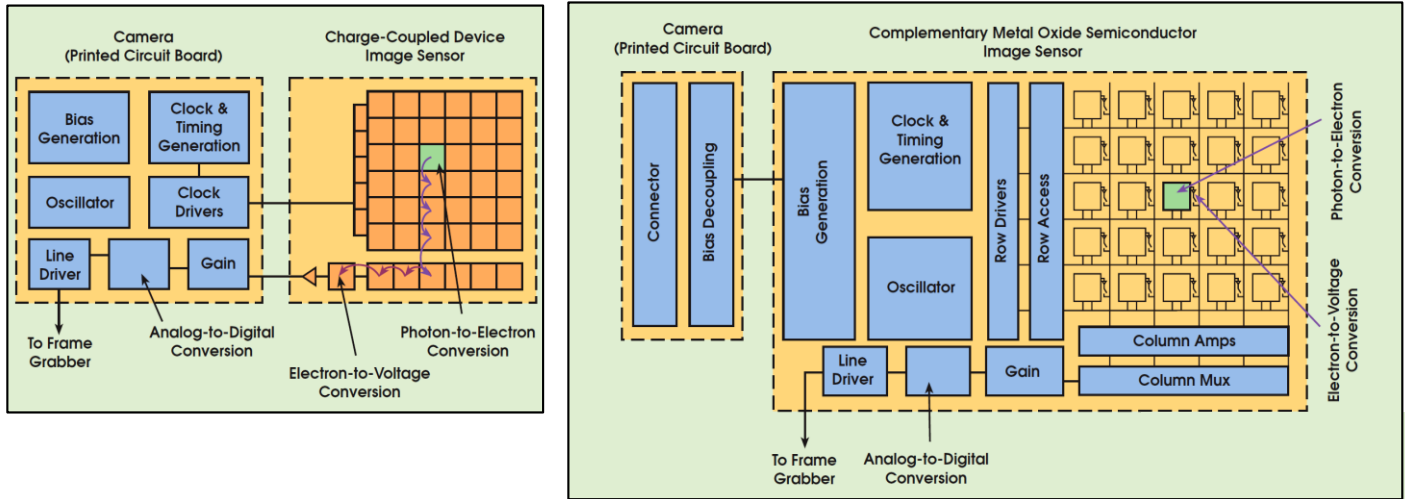 Camera
(Printed Circuit Board)
Charge-Coupled Device
Image Sensor
Bias
Generation
Clock &
Timing
Generation
Oscillator
Clock
Drivers
Line
Driver
Gain
To Frame
Grabber
Analog-to-Digital
Conversion
Photon-to-Electron
Conversion
Electron-to-Voltage
Conversion
Camera
(Printed Circuit Board)
Complementary Metal Oxide Semiconductor
Image Sensor
Connector
Bias Decoupling
Bias
Generation
Clock &
Timing
Generation
Oscillator
Row Drivers
Row Access
Line
Driver
Gain
Column Amps
Column Mux
To Frame
Grabber
Analog-to-Digital
Conversion
Photon-to-Electron
Conversion
Electron-to-Voltage
Conversion